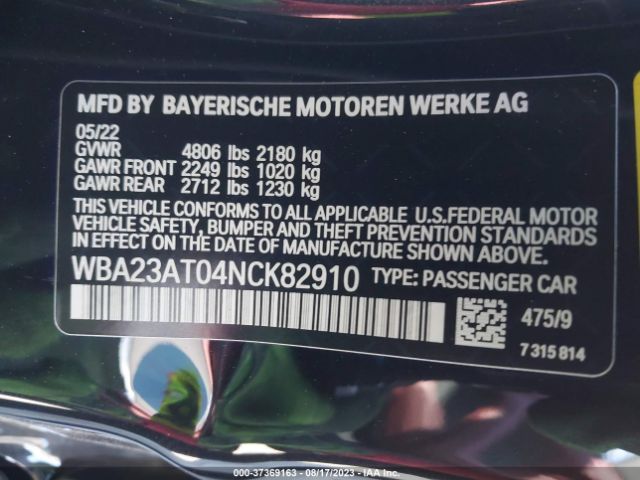 MFD BY BAYERISCHE MOTOREN WERKE AG
05/22
GVWR 4806 lbs 2180 kg
GAWR FRONT 2249 lbs 1020 kg
GAWR REAR 2712 lbs 1230 kg
THIS VEHICLE CONFORMS TO ALL APPLICABLE U.S.FEDERAL MOTOR
VEHICLE SAFETY, BUMPER AND THEFT PREVENTION STANDARDS
IN EFFECT ON THE DATE OF MANUFACTURE SHOWN ABOVE.
WBA23AT04NCK82910 TYPE: PASSENGER CAR
475/9
7315814
000-37369163 - 08/17/2023 - IAA Inc.